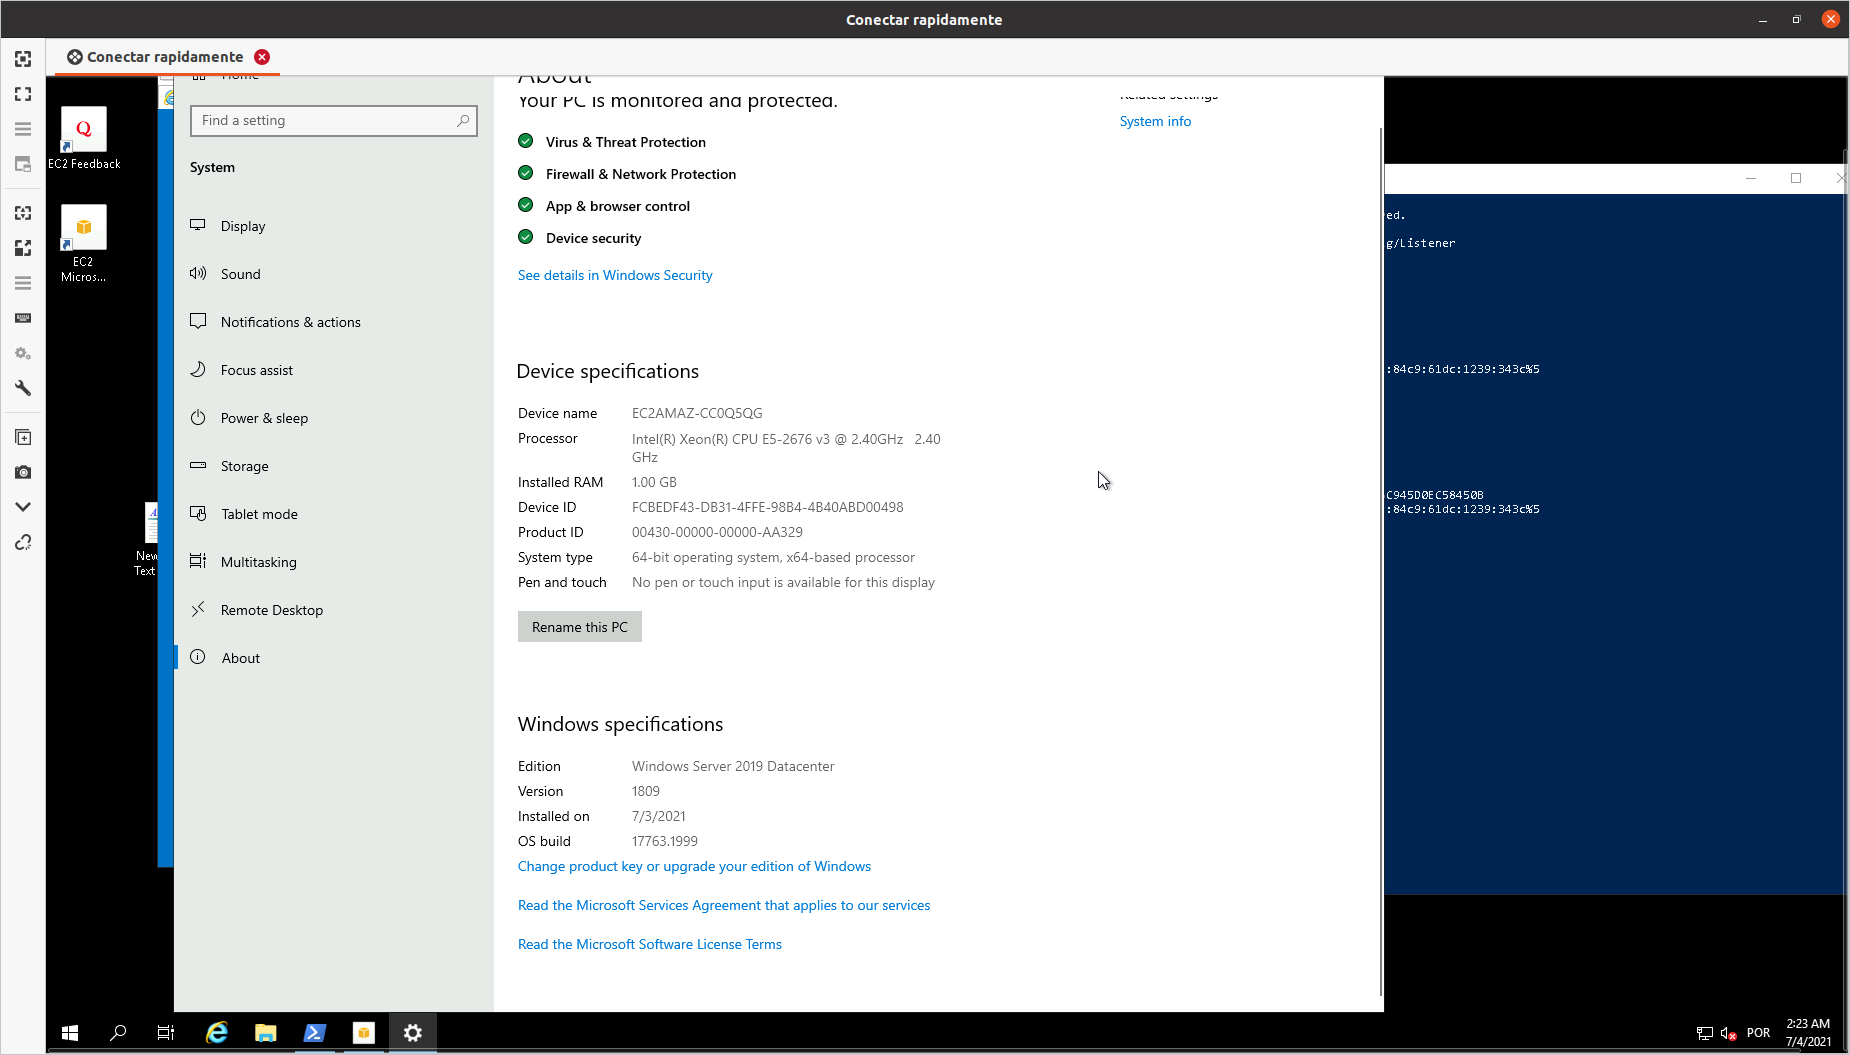 Conectar rapidamente
Conectar rapidamente
Home
About
Your PC is monitored and protected.
Related settings
System info
Find a setting
System
Display
Sound
Notifications & actions
Focus assist
Power & sleep
Storage
Tablet mode
Multitasking
Remote Desktop
About
Virus & Threat Protection
Firewall & Network Protection
App & browser control
Device security
See details in Windows Security
Device specifications
Device name EC2AMAZ-CC0Q5QG
Processor Intel(R) Xeon(R) CPU E5-2676 v3 @ 2.40GHz 2.40
GHz
Installed RAM 1.00 GB
Device ID FCBEDF43-DB31-4FFE-98B4-4B40ABD00498
Product ID 00430-00000-00000-AA329
System type 64-bit operating system, x64-based processor
Pen and touch No pen or touch input is available for this display
Rename this PC
Windows specifications
Edition Windows Server 2019 Datacenter
Version 1809
Installed on 7/3/2021
OS build 17763.1999
Change product key or upgrade your edition of Windows
Read the Microsoft Services Agreement that applies to our services
Read the Microsoft Software License Terms
EC2 Feedback
EC2
Micros...
New
Text
ved.
g/Listener
:84c9:61dc:1239:343c%5
C945D0EC58450B
:84c9:61dc:1239:343c%5
POR
2:23 AM
7/4/2021